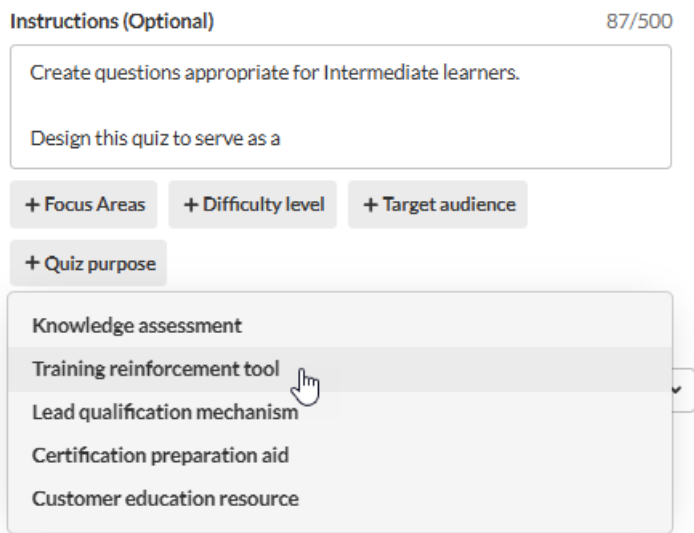 Instructions (Optional) 87/500
Create questions appropriate for Intermediate learners.
Design this quiz to serve as a
+ Focus Areas + Difficulty level + Target audience
+ Quiz purpose
Knowledge assessment
Training reinforcement tool
Lead qualification mechanism
Certification preparation aid
Customer education resource